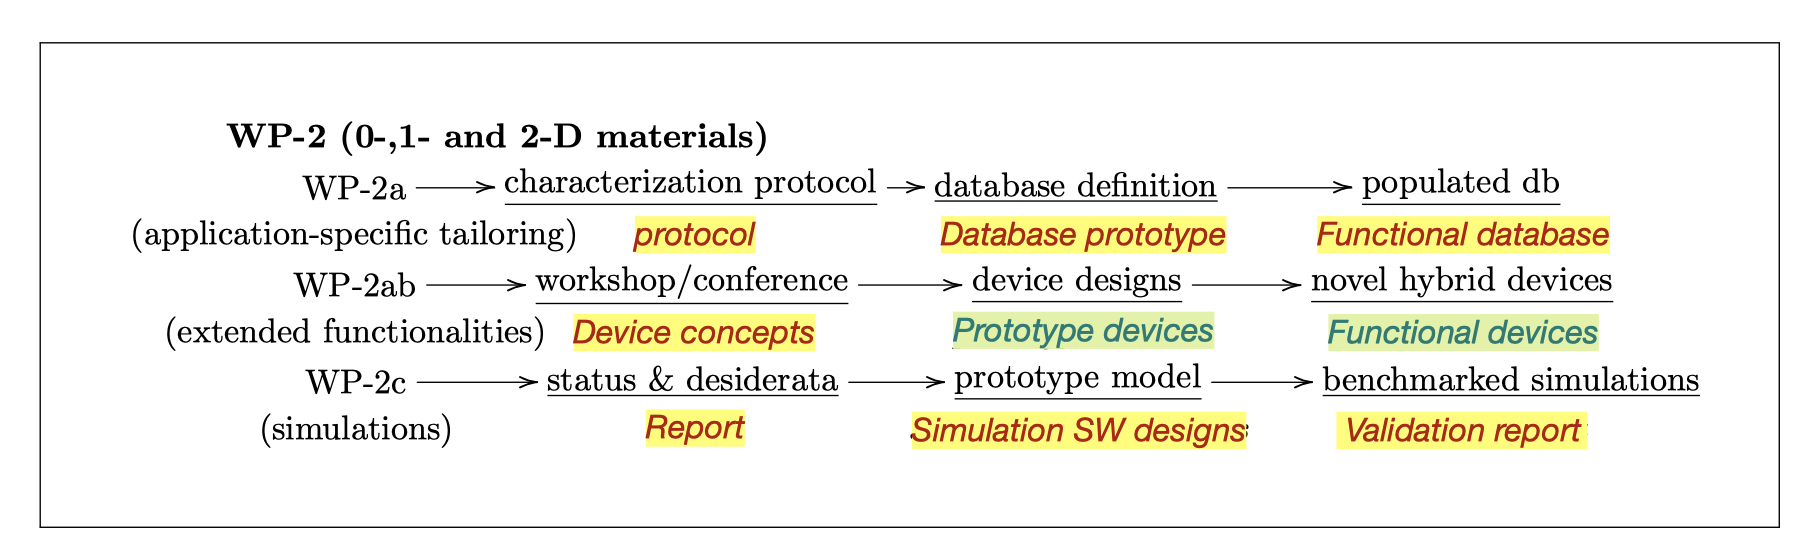 WP-2 (0-,1- and 2-D materials)
WP-2a characterization protocol database definition populated db
(application-specific tailoring) protocol Database prototype Functional database
WP-2ab workshop/conference device designs novel hybrid devices
(extended functionalities) Device concepts Prototype devices Functional devices
WP-2c status & desiderata prototype model benchmarked simulations
(simulations) Report Simulation SW designs Validation report